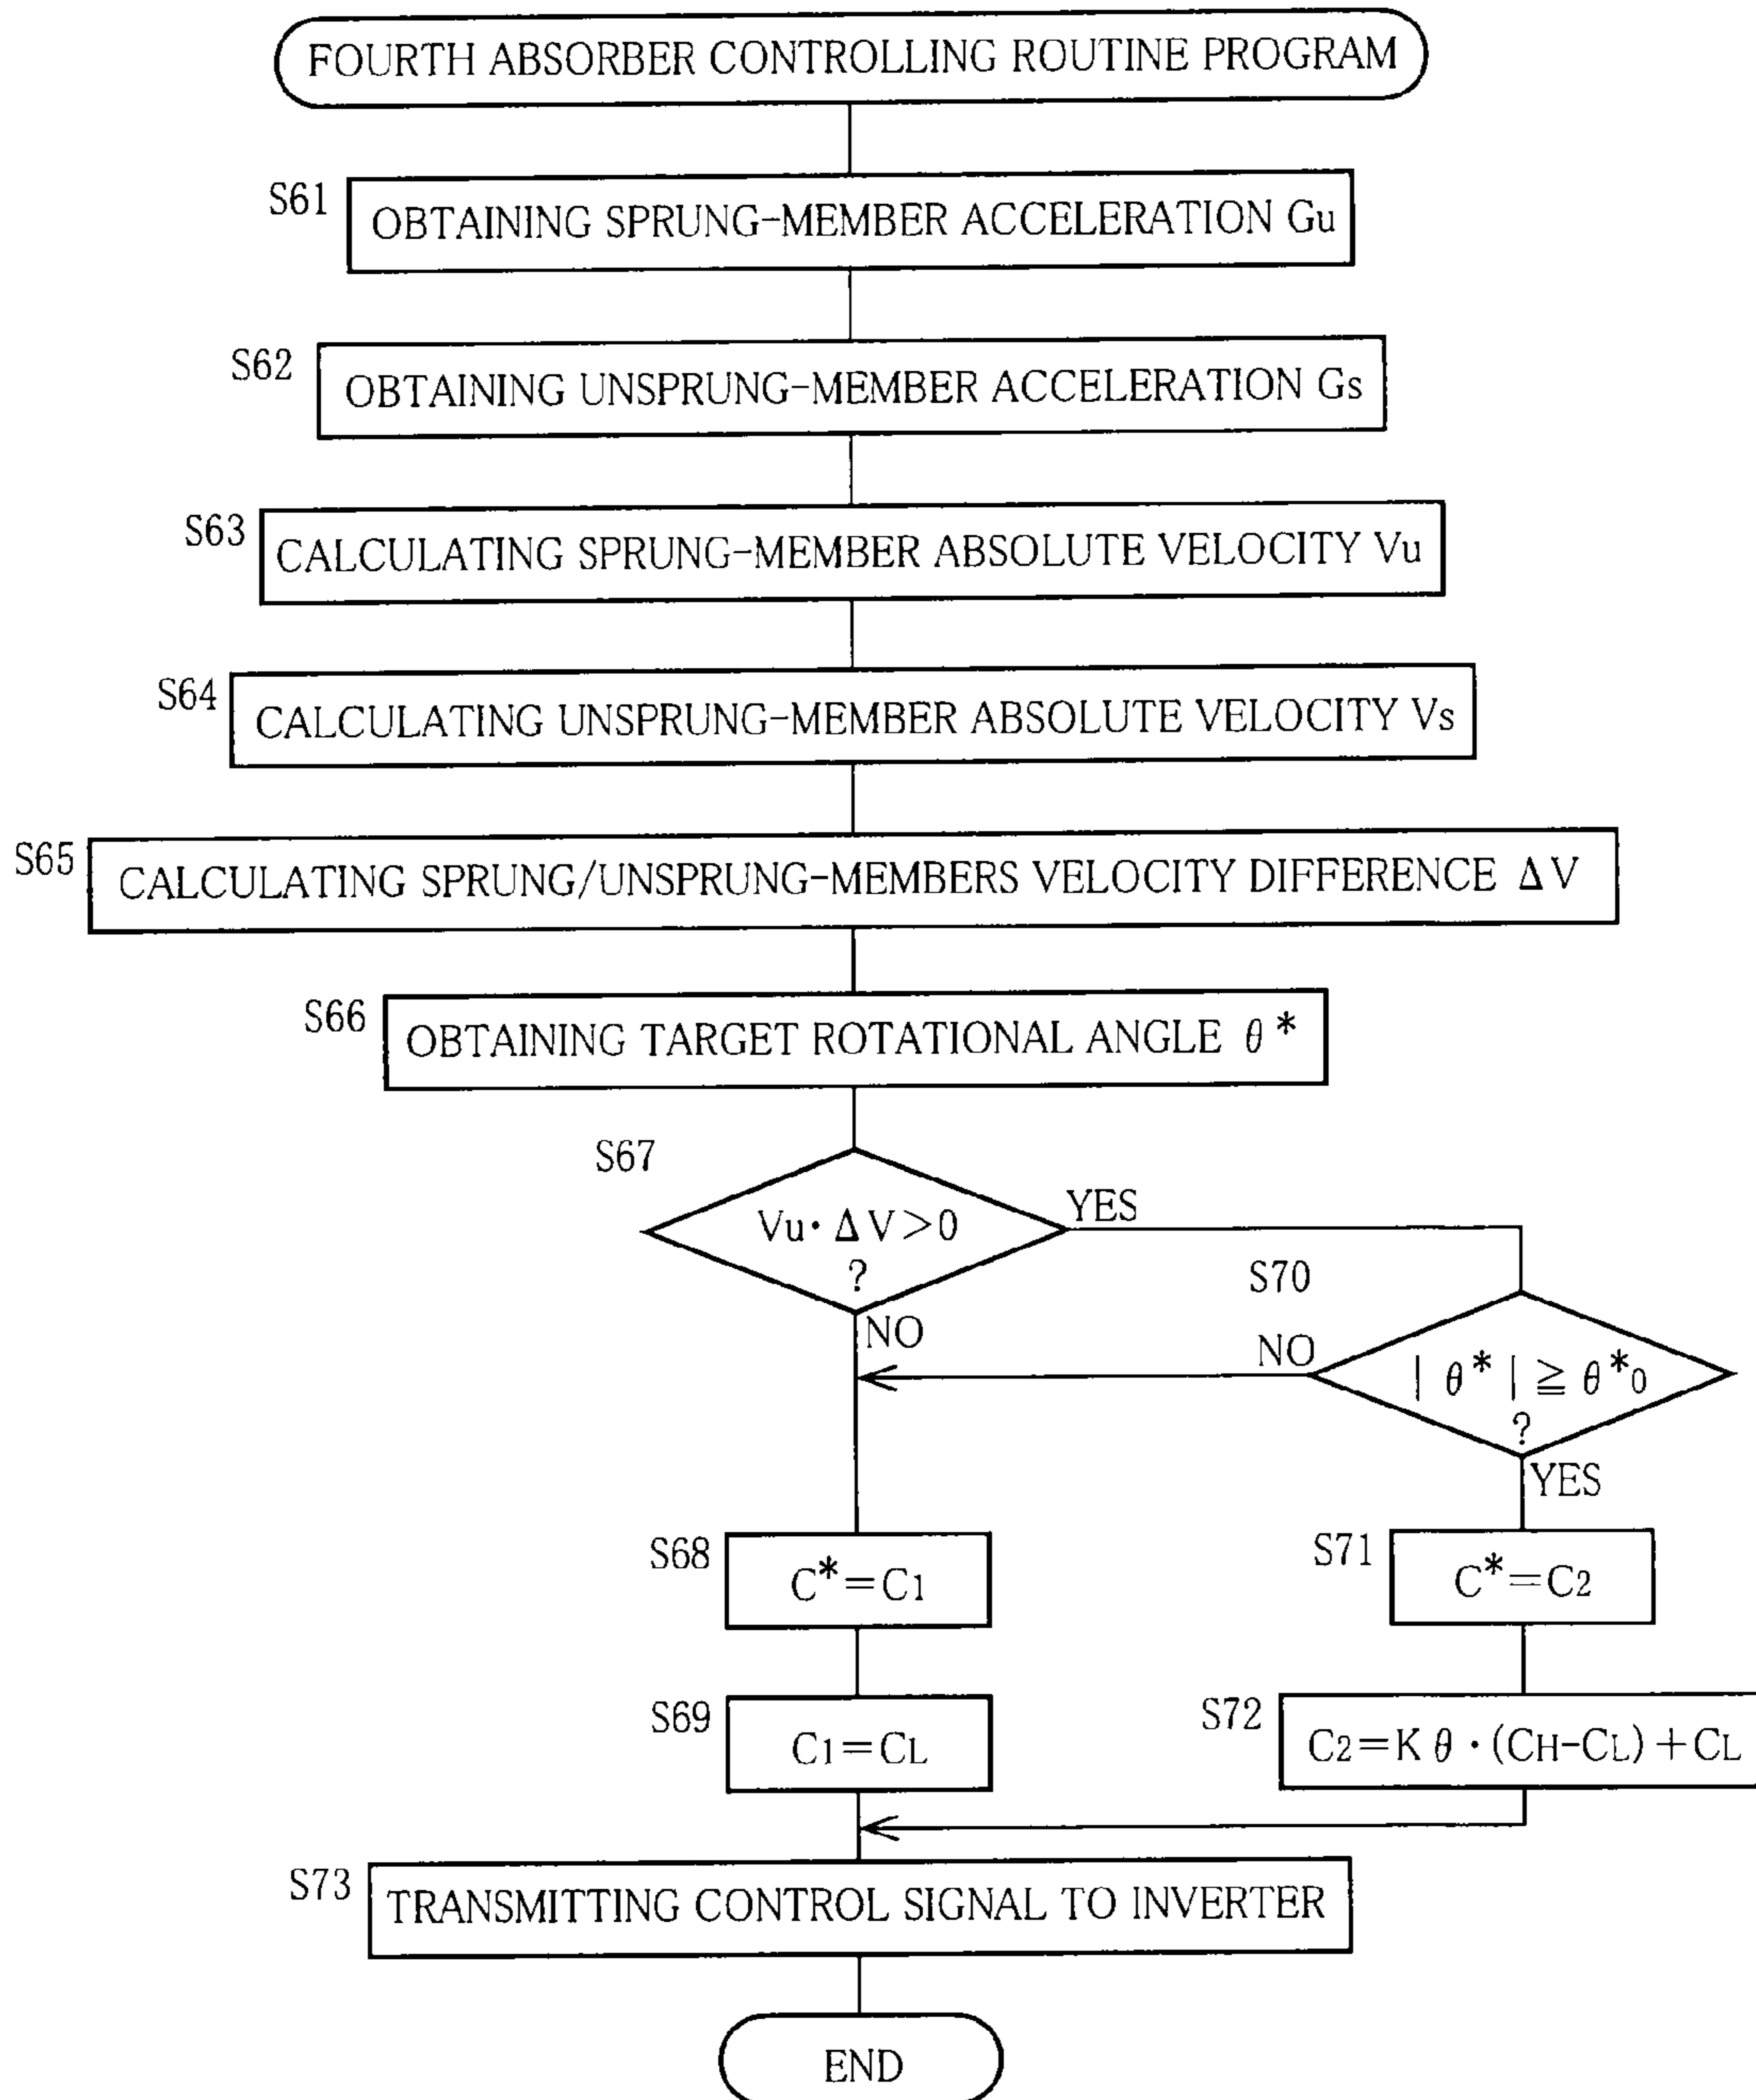 FOURTH ABSORBER CONTROLLING ROUTINE PROGRAM
S61
OBTAINING SPRUNG-MEMBER ACCELERATION Gu
S62
OBTAINING UNSPRUNG-MEMBER ACCELERATION Gs
S63
CALCULATING SPRUNG-MEMBER ABSOLUTE VELOCITY Vu
S64
CALCULATING UNSPRUNG-MEMBER ABSOLUTE VELOCITY Vs
S65
CALCULATING SPRUNG/UNSPRUNG-MEMBERS VELOCITY DIFFERENCE ΔV
S66
OBTAINING TARGET ROTATIONAL ANGLE θ*
S67
Vu·ΔV>0
?
YES
NO
S70
|θ*|≧θ*0
?
NO
YES
S68
C*=C1
S71
C*=C2
S69
C1=CL
S72
C2=Kθ·(CH-CL)+CL
S73
TRANSMITTING CONTROL SIGNAL TO INVERTER
END